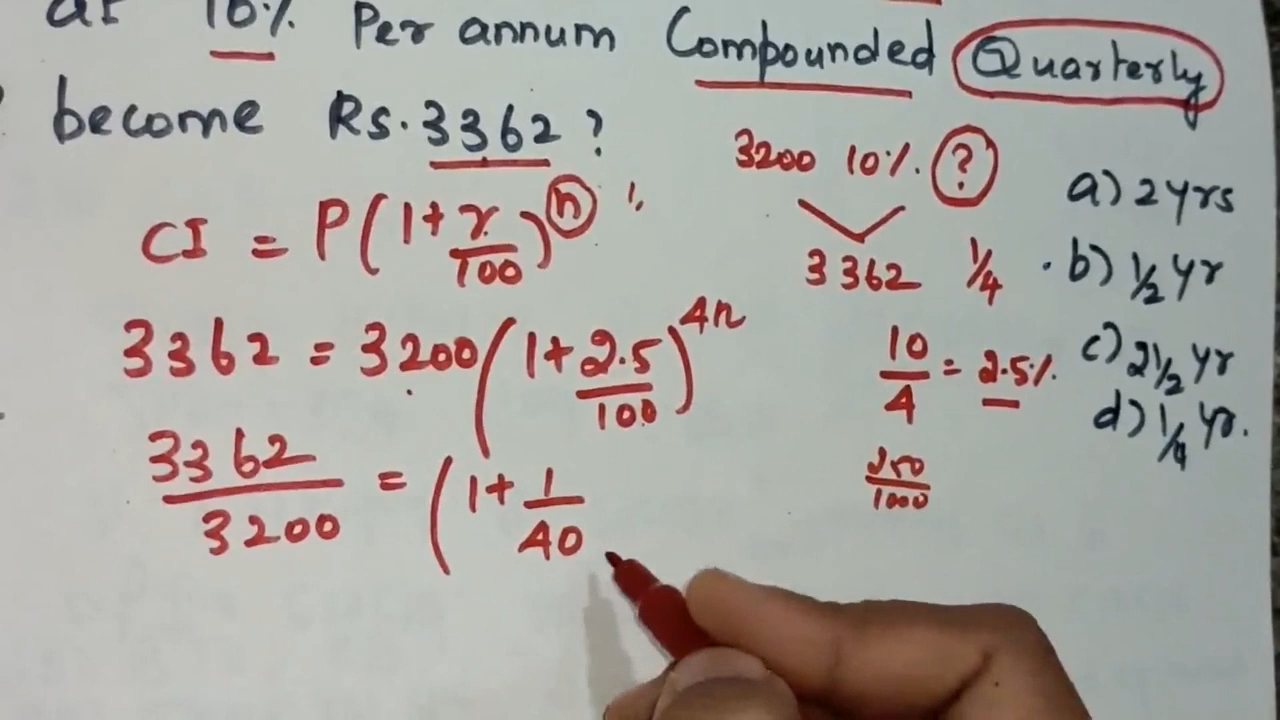 at 10% Per annum Compounded Quarterly
become Rs.3362 ?
3200 10% ?
3362 1/4
CI = P(1+r/100)^n
3362 = 3200(1+2.5/100)^4n
10/4 = 2.5%
3362/3200 = (1+1/40
250/1000
a) 2 yrs
b) 1/2 yr
c) 2 1/2 yr
d) 1/4 yr.